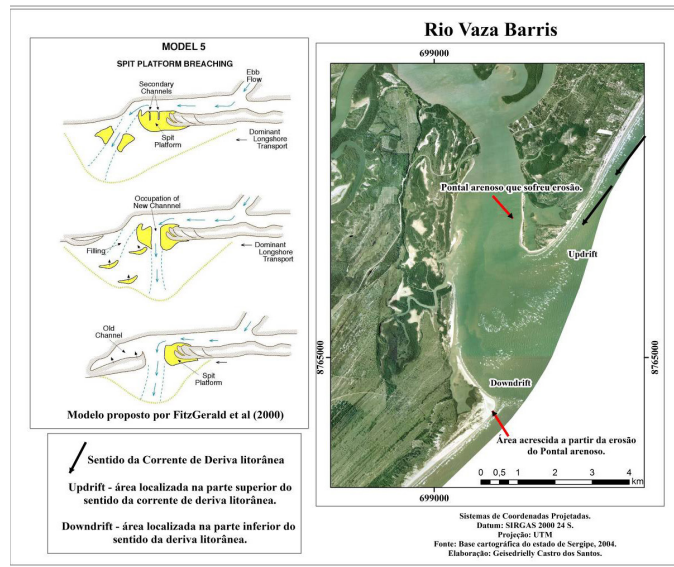 MODEL 5
SPIT PLATFORM BREACHING
Ebb
Flow
Secondary
Channels
Spit
Platform
Dominant
Longshore
Transport
Occupation of
New Channnel
Filling
Dominant
Longshore
Transport
Old
Channel
Spit
Platform
Modelo proposto por FitzGerald et al (2000)
Sentido da Corrente de Deriva litorânea
Updrift - área localizada na parte superior do
sentido da corrente de deriva litorânea.
Downdrift - área localizada na parte inferior do
sentido da deriva litorânea.
Rio Vaza Barris
699000
Pontal arenoso que sofreu erosão.
Updrift
8765000
8765000
Downdrift
Área acrescida a partír da erosão
do Pontal arenoso.
0 0,5 1 2 3 4
km
699000
Sistemas de Coordenadas Projetadas.
Datum: SIRGAS 2000 24 S.
Projeção: UTM
Fonte: Base cartográfica do estado de Sergipe, 2004.
Elaboração: Geisedrielly Castro dos Santos.